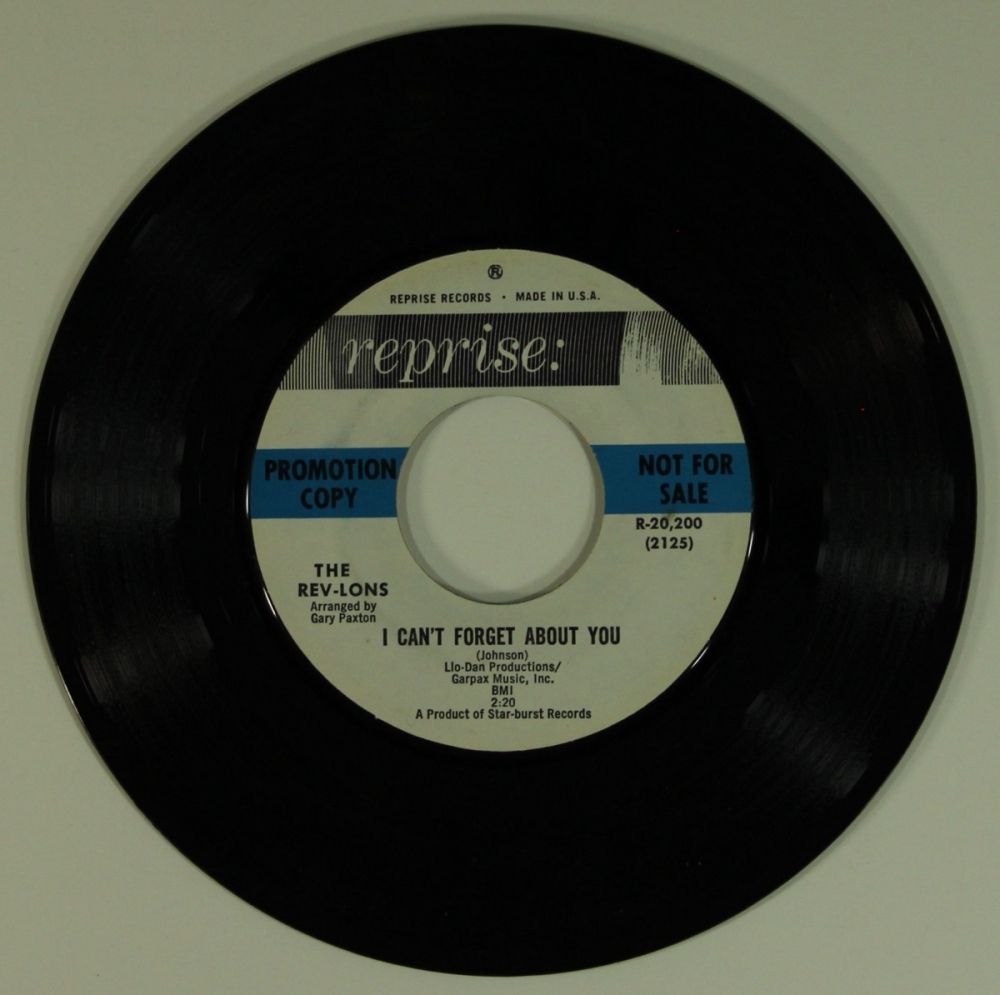 ®
REPRISE RECORDS • MADE IN U.S.A.
reprise:
PROMOTION COPY
NOT FOR SALE
R-20,200
(2125)
THE
REV-LONS
Arranged by
Gary Paxton
I CAN'T FORGET ABOUT YOU
(Johnson)
Llo-Dan Productions/
Garpax Music, Inc.
BMI
2:20
A Product of Star-burst Records